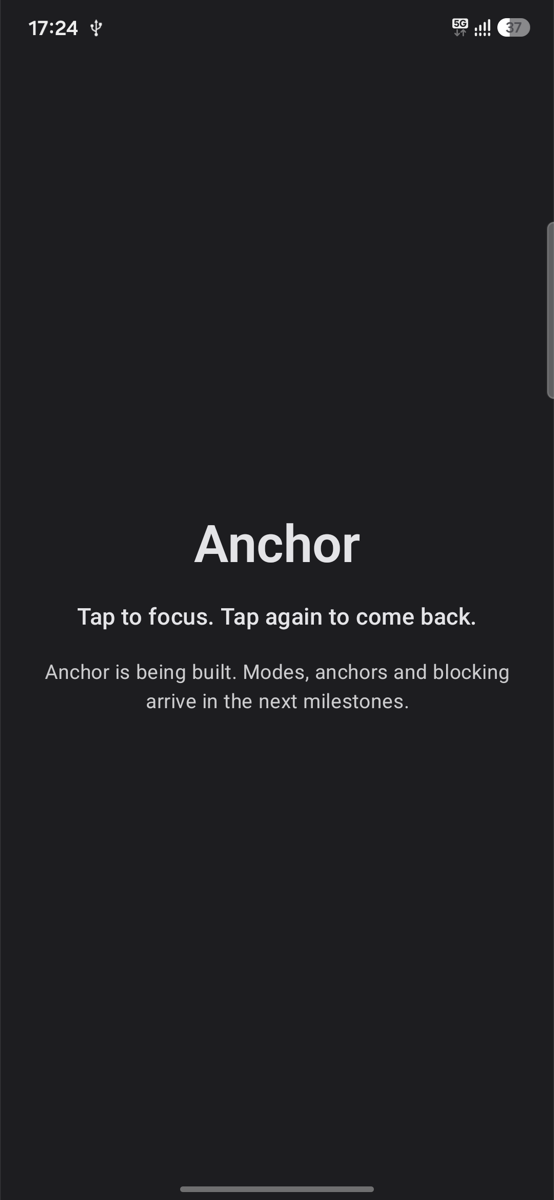 17:24
5G
37
Anchor
Tap to focus. Tap again to come back.
Anchor is being built. Modes, anchors and blocking
arrive in the next milestones.